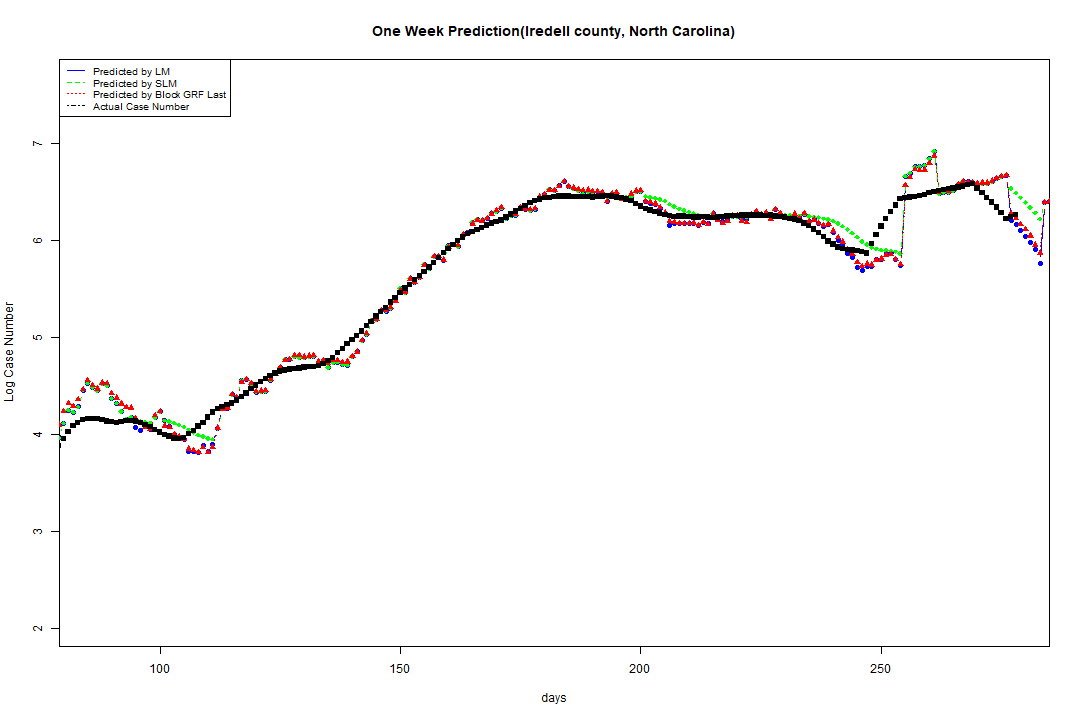 One Week Prediction(Iredell county, North Carolina)
Predicted by LM
Predicted by SLM
Predicted by Block GRF Last
Actual Case Number
7
6
5
4
3
2
Log Case Number
100
150
200
250
days